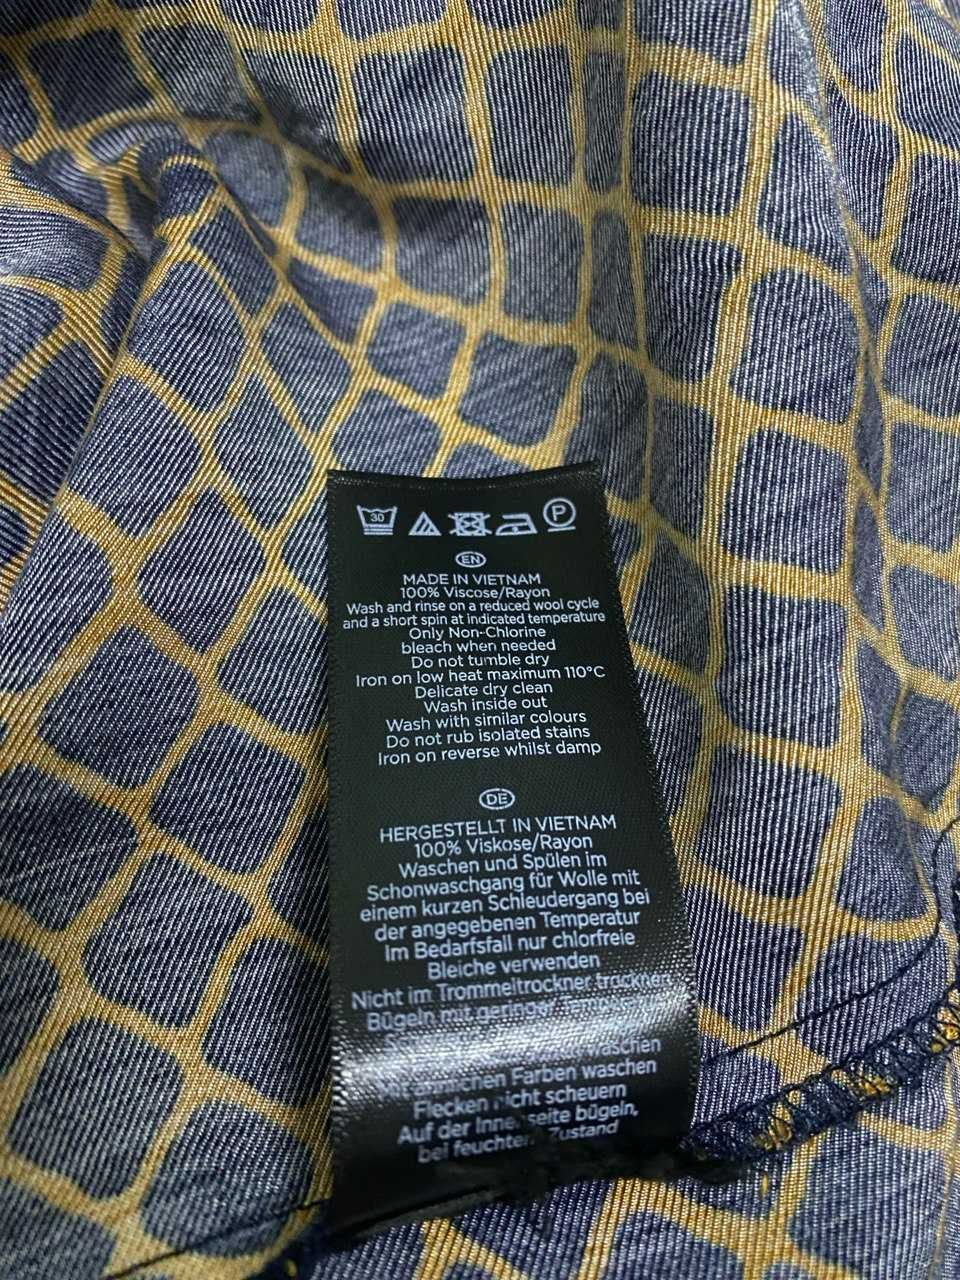 30 P
EN
MADE IN VIETNAM
100% Viscose/Rayon
Wash and rinse on a reduced wool cycle
and a short spin at indicated temperature
Only Non-Chlorine
bleach when needed
Do not tumble dry
Iron on low heat maximum 110°C
Delicate dry clean
Wash inside out
Wash with similar colours
Do not rub isolated stains
Iron on reverse whilst damp
DE
HERGESTELLT IN VIETNAM
100% Viskose/Rayon
Waschen und Spülen im
Schonwaschgang für Wolle mit
einem kurzen Schleudergang bei
der angegebenen Temperatur
Im Bedarfsfall nur chlorfreie
Bleiche verwenden
Nicht im Trommeltrockner trocknen
Bügeln mit geringer
waschen
Farben waschen
Flecken nicht scheuern
Auf der Innenseite bügeln,
bei feuchtem Zustand